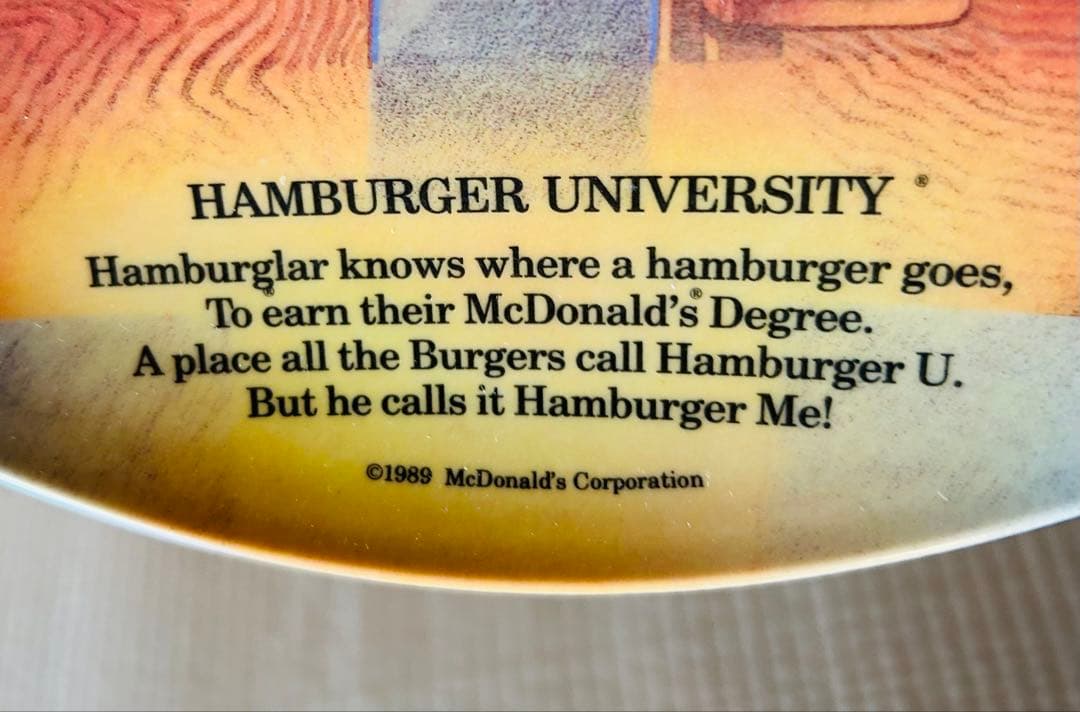 HAMBURGER UNIVERSITY ®
Hamburglar® knows where a hamburger goes,
To earn their McDonald's® Degree.
A place all the Burgers call Hamburger U.
But he calls it Hamburger Me!
©1989 McDonald's Corporation